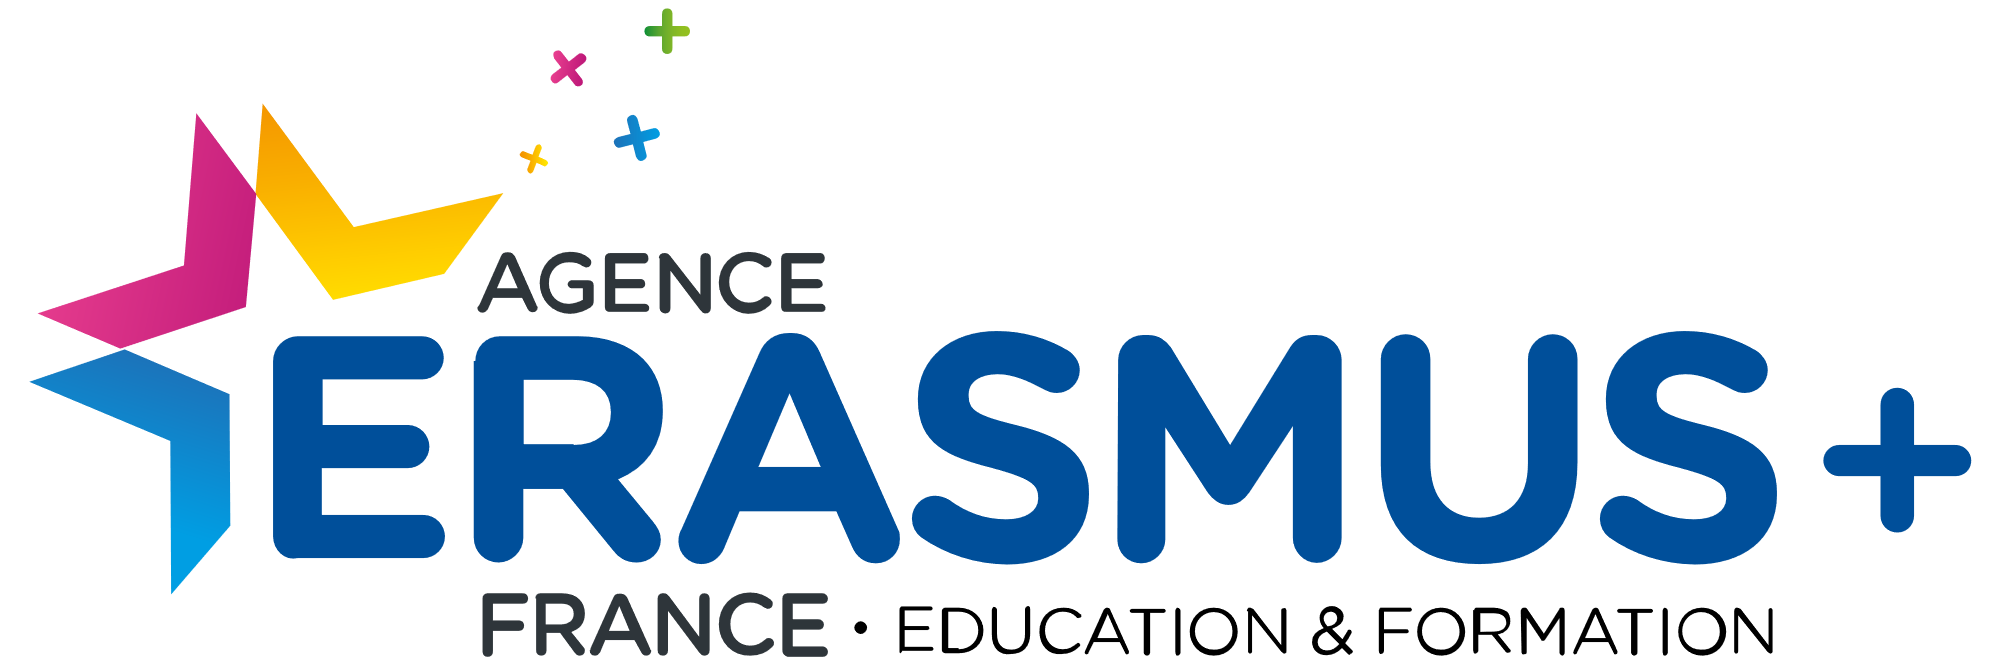 AGENCE
ERASMUS+
FRANCE • EDUCATION & FORMATION